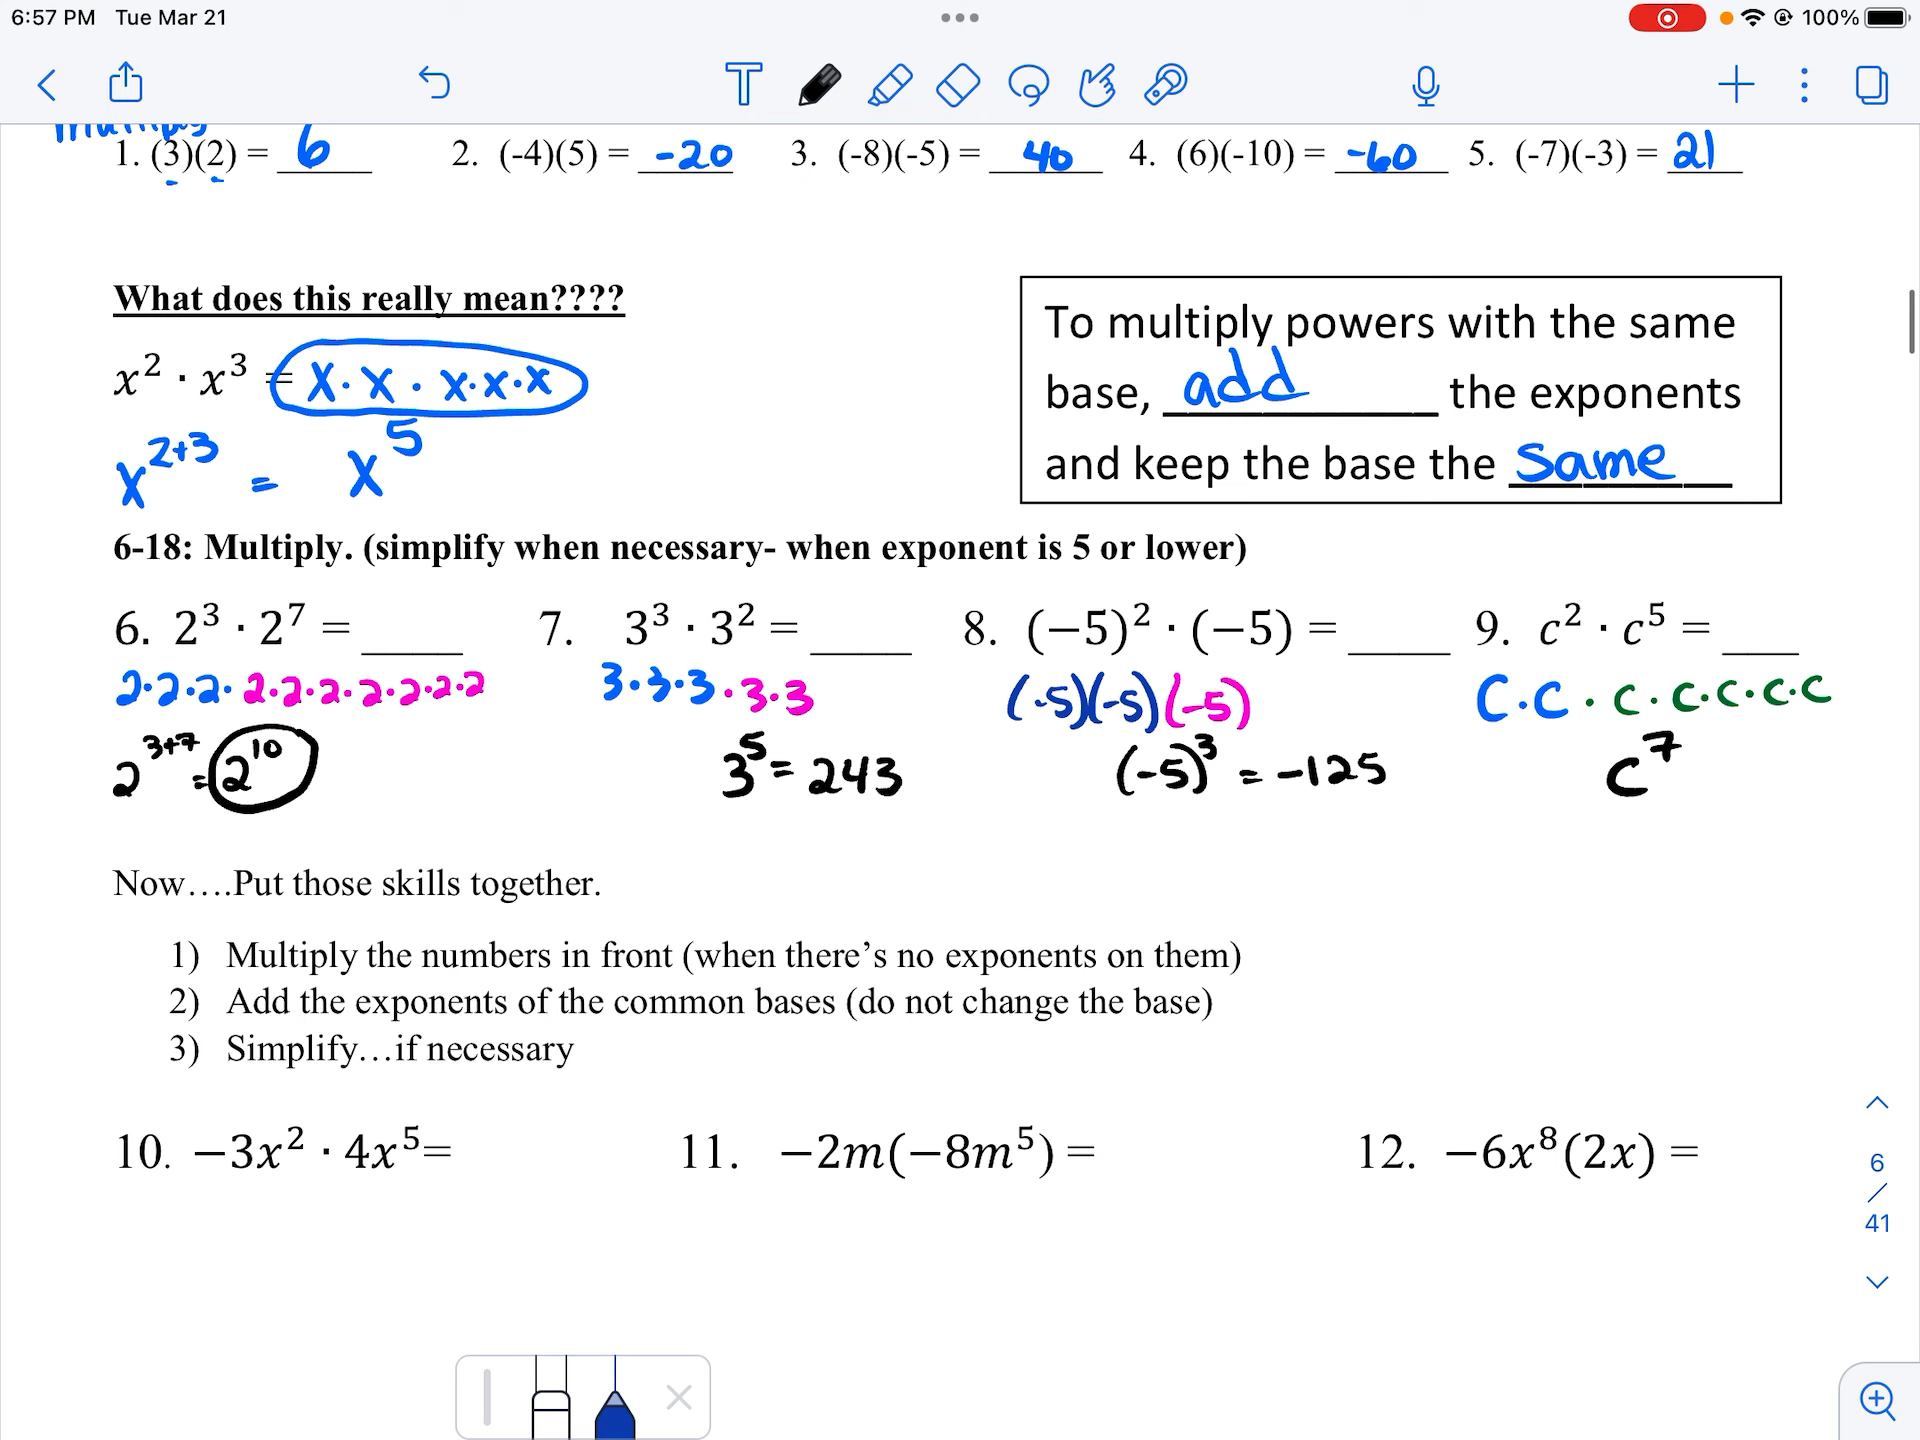 6:57 PM Tue Mar 21 100%
multiply
1. (3)(2) = 6 2. (-4)(5) = -20 3. (-8)(-5) = 40 4. (6)(-10) = -60 5. (-7)(-3) = 21
What does this really mean????
x² · x³ = x·x · x·x·x
x²⁺³ = x⁵
To multiply powers with the same
base, add the exponents
and keep the base the same
6-18: Multiply. (simplify when necessary- when exponent is 5 or lower)
6. 2³ · 2⁷ = ____ 7. 3³ · 3² = ____ 8. (−5)² · (−5) = ____ 9. c² · c⁵ = ___
2·2·2·2·2·2·2·2·2·2 3·3·3·3·3 (-5)(-5)(-5) C·C·C·C·C·C·C
2³⁺⁷ = 2¹⁰ 3⁵ = 243 (-5)³ = -125 C⁷
Now….Put those skills together.
1) Multiply the numbers in front (when there’s no exponents on them)
2) Add the exponents of the common bases (do not change the base)
3) Simplify…if necessary
10. −3x² · 4x⁵= 11. −2m(−8m⁵) = 12. −6x⁸(2x) =
6
/
41